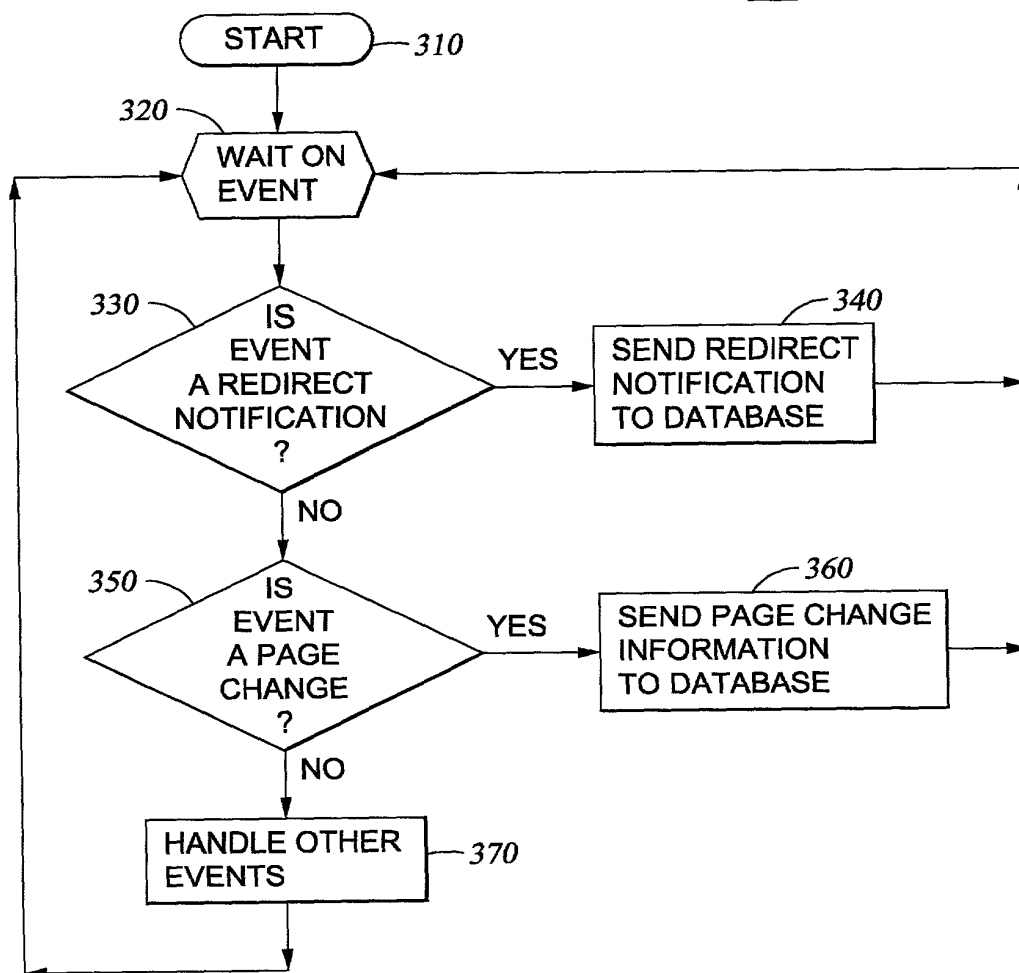 START
310
320
WAIT ON
EVENT
330
IS
EVENT
A REDIRECT
NOTIFICATION
?
YES
340
SEND REDIRECT
NOTIFICATION
TO DATABASE
NO
350
IS
EVENT
A PAGE
CHANGE
?
YES
360
SEND PAGE CHANGE
INFORMATION
TO DATABASE
NO
HANDLE OTHER
EVENTS
370